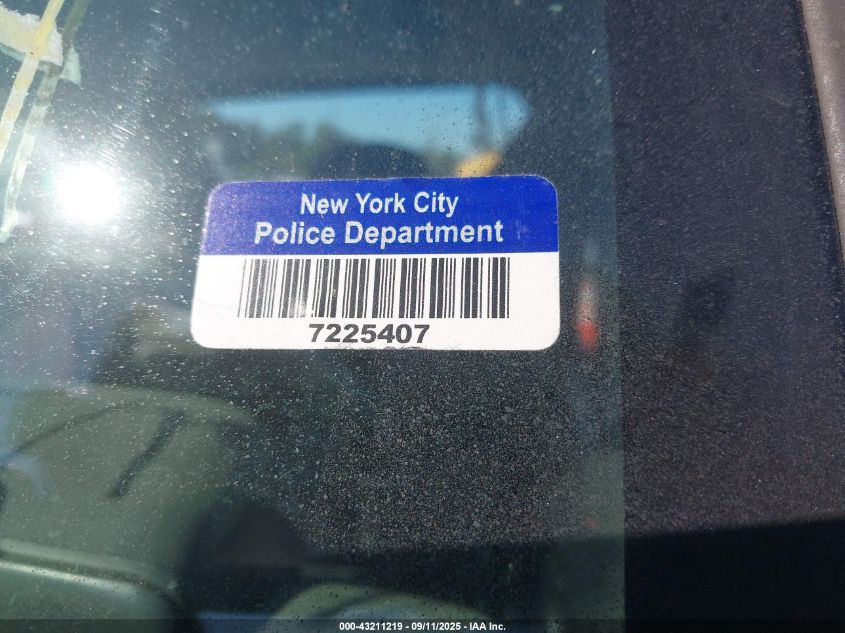 New York City
Police Department
7225407
000-43211219 - 09/11/2025 - IAA Inc.